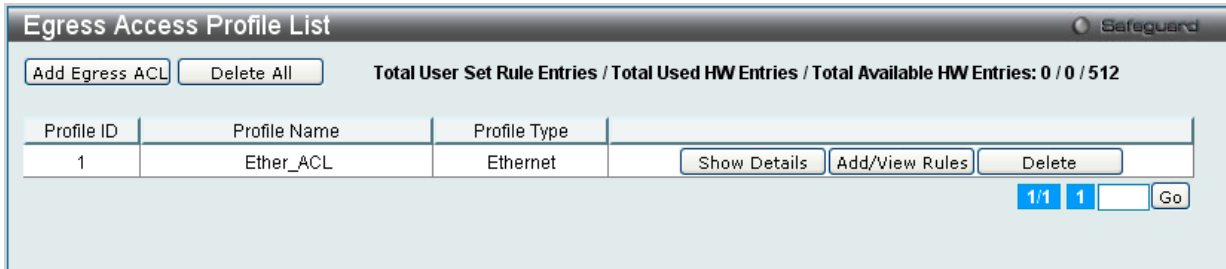 Egress Access Profile List
Safeguard
Add Egress ACL Delete All Total User Set Rule Entries / Total Used HW Entries / Total Available HW Entries: 0 / 0 / 512
Profile ID Profile Name Profile Type
1 Ether_ACL Ethernet Show Details Add/View Rules Delete
1/1 1 Go